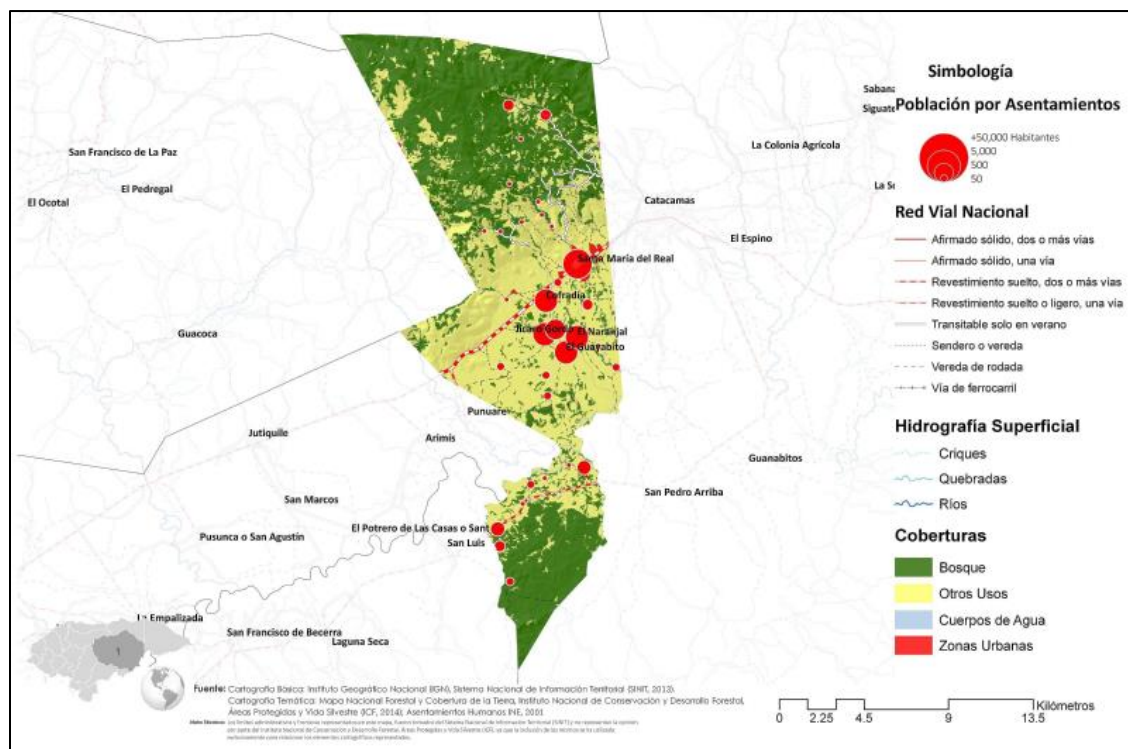 Simbología
Población por Asentamientos
+50,000 Habitantes
5,000
500
50
Red Vial Nacional
Afirmado sólido, dos o más vías
Afirmado sólido, una vía
Revestimiento suelto, dos o más vías
Revestimiento suelto o ligero, una vía
Transitable solo en verano
Sendero o vereda
Vereda de rodada
Vía de ferrocarril
Hidrografía Superficial
Criques
Quebradas
Ríos
Coberturas
Bosque
Otros Usos
Cuerpos de Agua
Zonas Urbanas
Sabana
Siguate
La Colonia Agrícola
San Francisco de La Paz
El Pedregal
El Ocotal
Catacamas
El Espino
Santa María del Real
Cofradía
Guacoca
El Naranjal
El Guayabito
Punuare
Jutiquile
Arimis
Guanabitos
San Marcos
San Pedro Arriba
El Potrero de Las Casas o Sant
Pusunca o San Agustín
San Luis
Empalizada
San Francisco de Becerra
Laguna Seca
Fuente: Cartografía Básica: Instituto Geográfico Nacional (IGN), Sistema Nacional de Información Territorial (SINIT, 2013).
Cartografía Temática: Mapa Nacional Forestal y Cobertura de la Tierra, Instituto Nacional de Conservación y Desarrollo Forestal,
Áreas Protegidas y Vida Silvestre (ICF, 2014); Asentamientos Humanos INE, 2001
0 2.25 4.5 9 13.5
Kilómetros